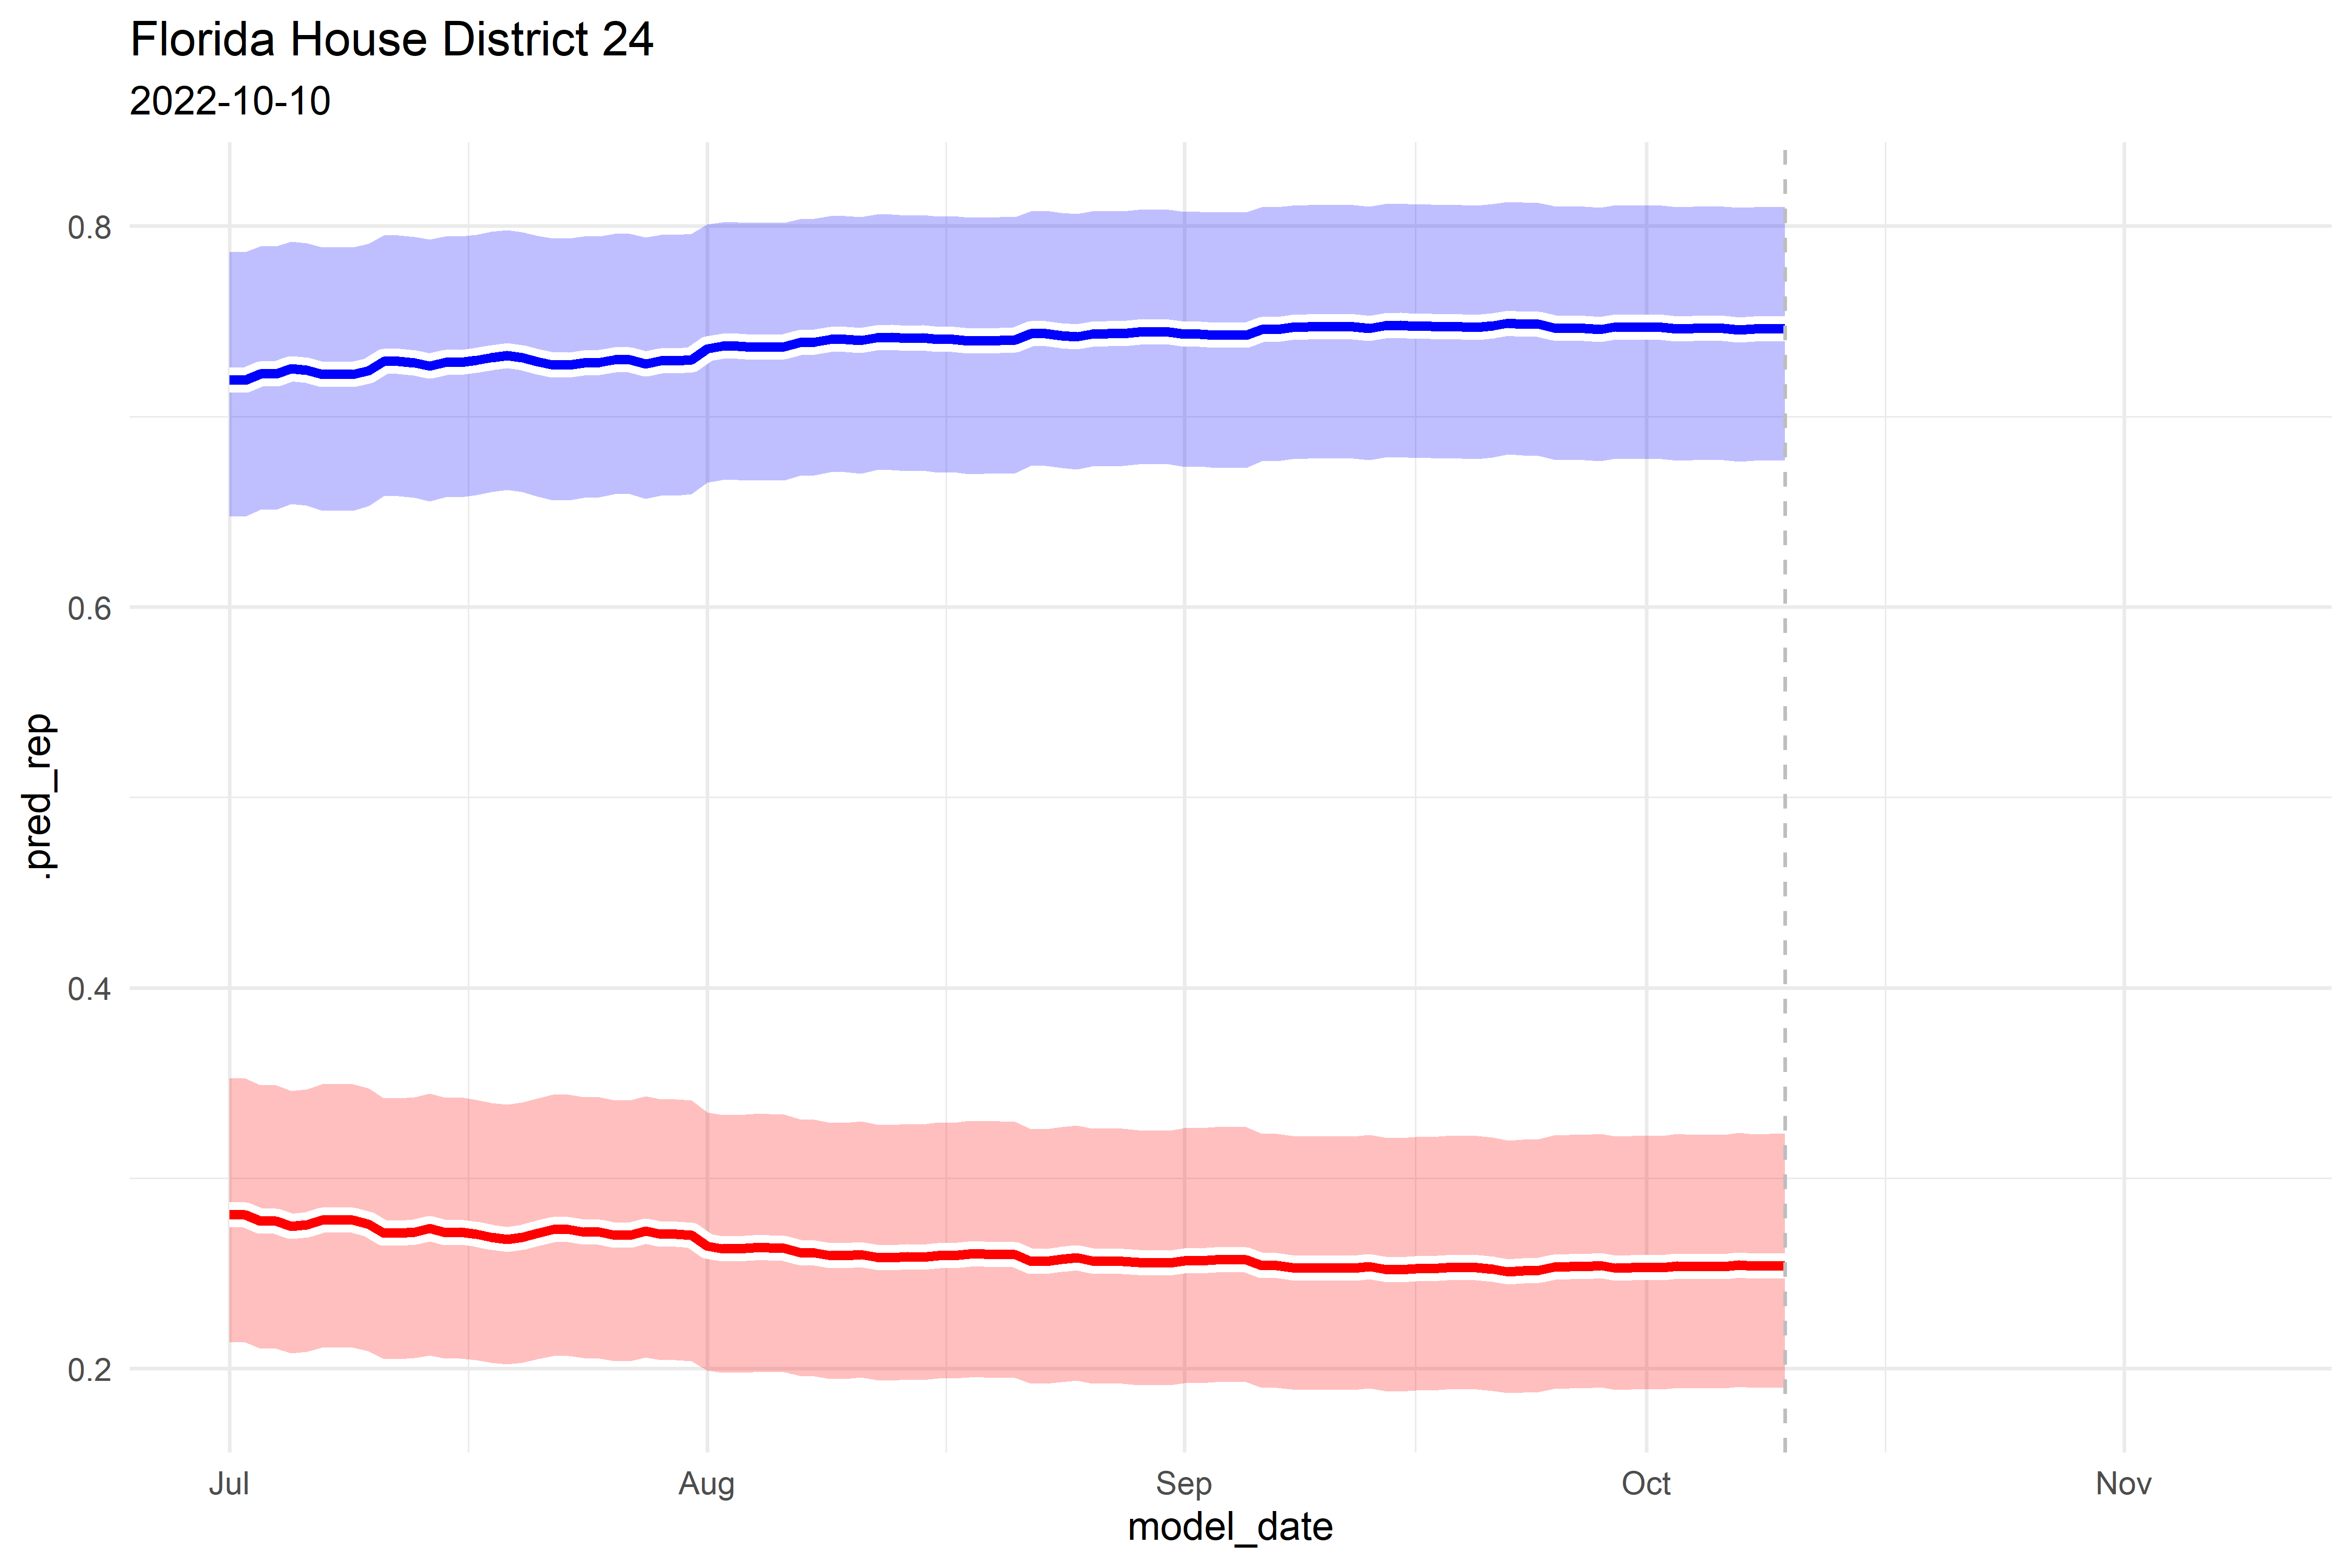 Florida House District 24
2022-10-10
0.8
0.6
0.4
0.2
.pred_rep
Jul Aug Sep Oct Nov
model_date